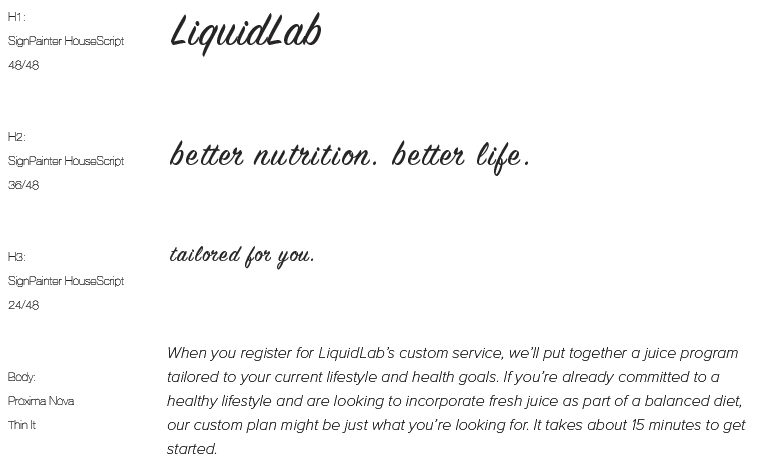 H1:
SignPainter HouseScript
48/48
LiquidLab
H2:
SignPainter HouseScript
36/48
better nutrition. better life.
H3:
SignPainter HouseScript
24/48
tailored for you.
Body:
Proxima Nova
Thin It
When you register for LiquidLab’s custom service, we’ll put together a juice program
tailored to your current lifestyle and health goals. If you’re already committed to a
healthy lifestyle and are looking to incorporate fresh juice as part of a balanced diet,
our custom plan might be just what you’re looking for. It takes about 15 minutes to get
started.